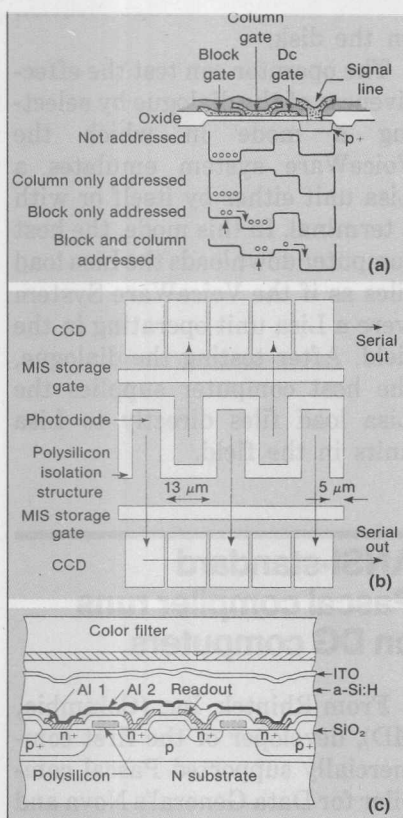 Column
gate
Block
gate
Dc
gate
Signal
line
Oxide
p+
Not addressed
Column only
addressed
Block only addressed
Block and column
addressed
(a)
CCD
Serial
out
MIS storage
gate
Photodiode
Polysilicon
isolation
structure
13 μm
5 μm
MIS storage
gate
Serial
out
CCD
(b)
Color filter
ITO
a-Si:H
Al 1
Al 2
Readout
SiO₂
p+
n+
n+
n+
n+
p
p+
Polysilicon
N substrate
(c)